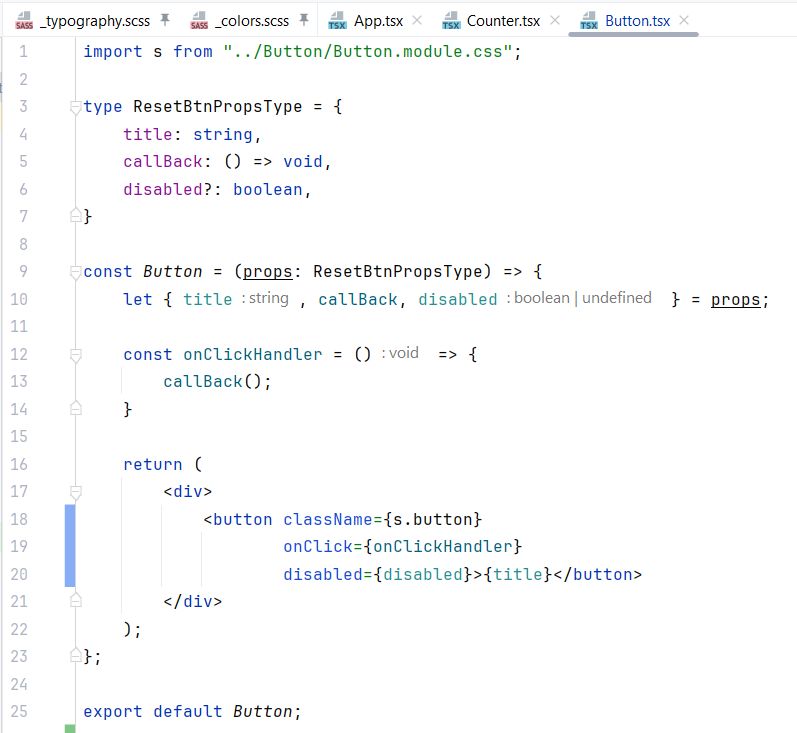 _typography.scss _colors.scss App.tsx Counter.tsx Button.tsx
1 import s from "../Button/Button.module.css";
2
3 type ResetBtnPropsType = {
4 title: string,
5 callBack: () => void,
6 disabled?: boolean,
7 }
8
9 const Button = (props: ResetBtnPropsType) => {
10 let { title : string , callBack, disabled : boolean | undefined } = props;
11
12 const onClickHandler = () : void => {
13 callBack();
14 }
15
16 return (
17 <div>
18 <button className={s.button}
19 onClick={onClickHandler}
20 disabled={disabled}>{title}</button>
21 </div>
22 );
23 };
24
25 export default Button;